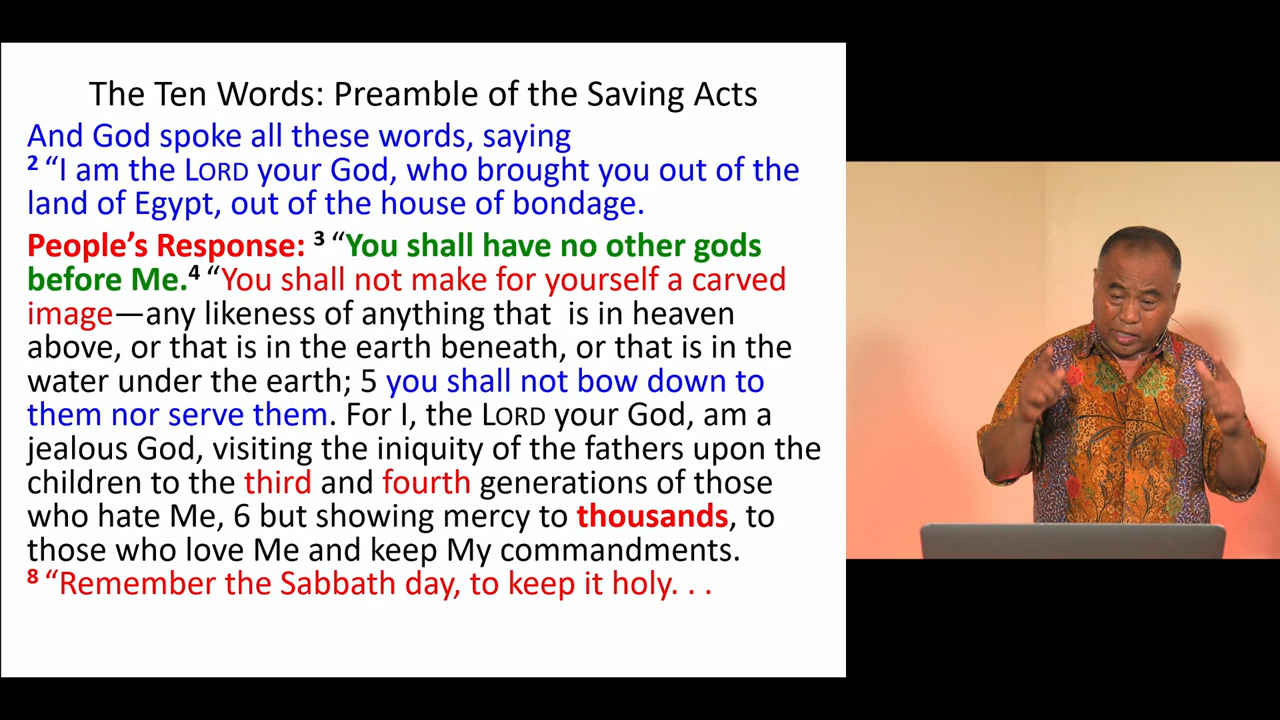 The Ten Words: Preamble of the Saving Acts
And God spoke all these words, saying
2 “I am the LORD your God, who brought you out of the
land of Egypt, out of the house of bondage.
People’s Response: 3 “You shall have no other gods
before Me.4 “You shall not make for yourself a carved
image—any likeness of anything that  is in heaven
above, or that is in the earth beneath, or that is in the
water under the earth; 5 you shall not bow down to
them nor serve them. For I, the LORD your God, am a
jealous God, visiting the iniquity of the fathers upon the
children to the third and fourth generations of those
who hate Me, 6 but showing mercy to thousands, to
those who love Me and keep My commandments.
8 “Remember the Sabbath day, to keep it holy. . .